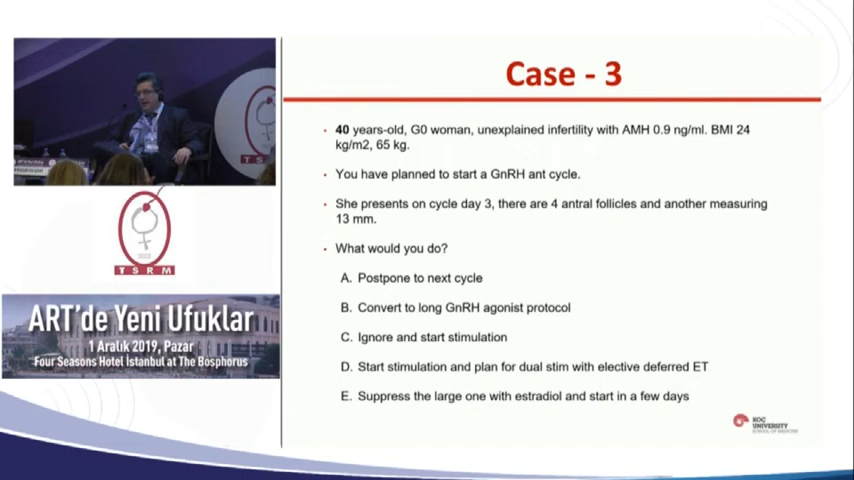 Case - 3
40 years-old, G0 woman, unexplained infertility with AMH 0.9 ng/ml. BMI 24
kg/m2, 65 kg.
You have planned to start a GnRH ant cycle.
She presents on cycle day 3, there are 4 antral follicles and another measuring
13 mm.
What would you do?
A. Postpone to next cycle
B. Convert to long GnRH agonist protocol
C. Ignore and start stimulation
D. Start stimulation and plan for dual stim with elective deferred ET
E. Suppress the large one with estradiol and start in a few days
TSRM
ART'de Yeni Ufuklar
1 Aralık 2019, Pazar
Four Seasons Hotel İstanbul at The Bosphorus
KOÇ
UNIVERSITY
SCHOOL OF MEDICINE